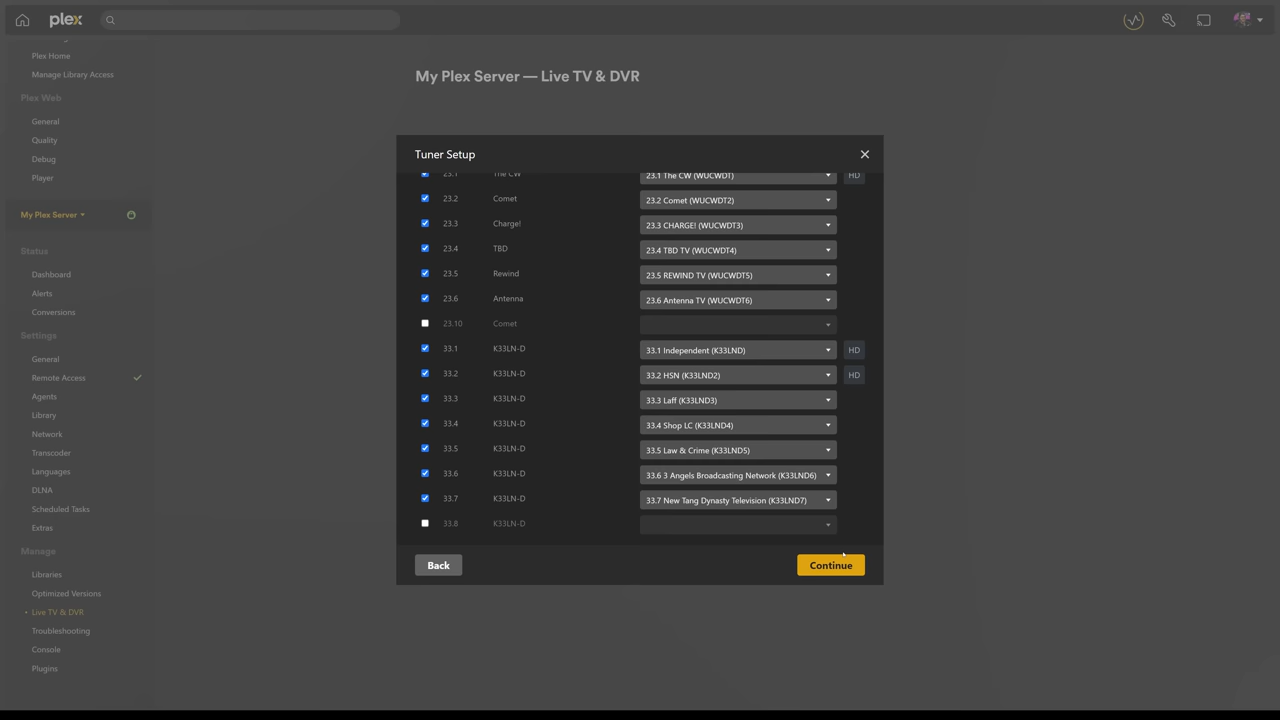 plex
Plex Home
Manage Library Access
Plex Web
General
Quality
Debug
Player
My Plex Server
Status
Dashboard
Alerts
Conversions
Settings
General
Remote Access
Agents
Library
Network
Transcoder
Languages
DLNA
Scheduled Tasks
Extras
Manage
Libraries
Optimized Versions
Live TV & DVR
Troubleshooting
Console
Plugins
My Plex Server — Live TV & DVR
Tuner Setup
23.1 The CW 23.1 The CW (WUCWDT) HD
23.2 Comet 23.2 Comet (WUCWDT2)
23.3 Charge! 23.3 CHARGE! (WUCWDT3)
23.4 TBD 23.4 TBD TV (WUCWDT4)
23.5 Rewind 23.5 REWIND TV (WUCWDT5)
23.6 Antenna 23.6 Antenna TV (WUCWDT6)
23.10 Comet
33.1 K33LN-D 33.1 Independent (K33LND) HD
33.2 K33LN-D 33.2 HSN (K33LND2) HD
33.3 K33LN-D 33.3 Laff (K33LND3)
33.4 K33LN-D 33.4 Shop LC (K33LND4)
33.5 K33LN-D 33.5 Law & Crime (K33LND5)
33.6 K33LN-D 33.6 3 Angels Broadcasting Network (K33LND6)
33.7 K33LN-D 33.7 New Tang Dynasty Television (K33LND7)
33.8 K33LN-D
Back
Continue